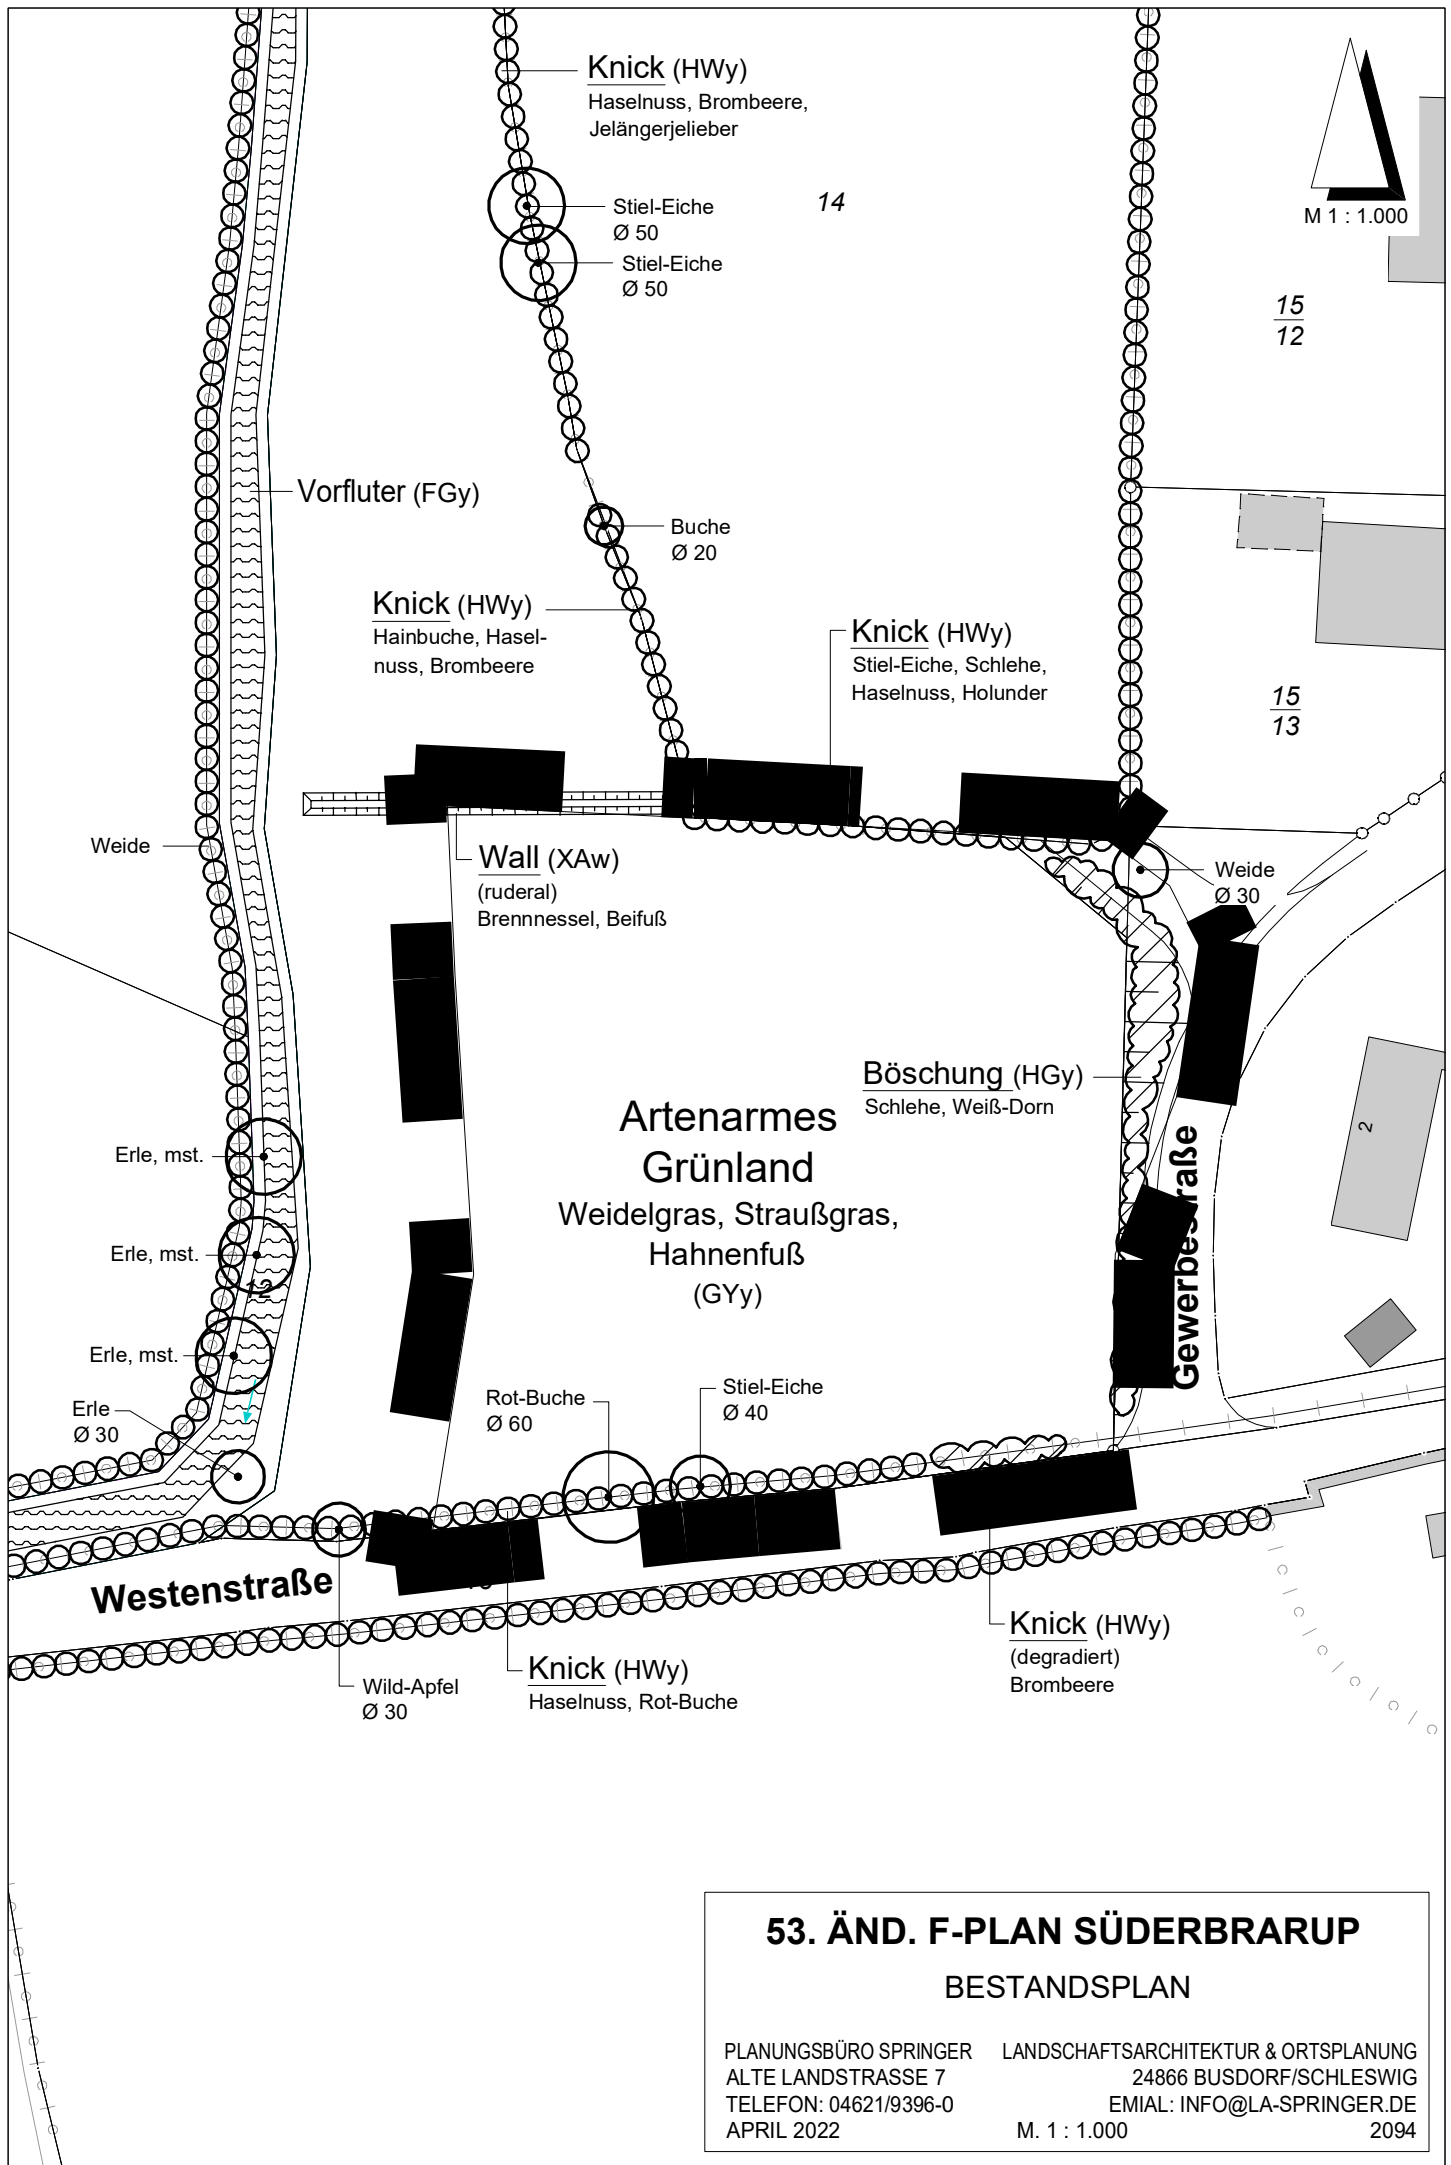 Knick (HWy)
Haselnuss, Brombeere,
Jelängerjelieber
M 1 : 1.000
Stiel-Eiche
Ø 50
14
Stiel-Eiche
Ø 50
15
12
Vorfluter (FGy)
Buche
Ø 20
Knick (HWy)
Hainbuche, Hasel-
nuss, Brombeere
Knick (HWy)
Stiel-Eiche, Schlehe,
Haselnuss, Holunder
15
13
Weide
Wall (XAw)
(ruderal)
Brennnessel, Beifuß
Weide
Ø 30
Böschung (HGy)
Schlehe, Weiß-Dorn
Artenarmes
Grünland
Weidelgras, Straußgras,
Hahnenfuß
(GYy)
2
Gewerbestraße
Erle, mst.
Erle, mst.
12
Erle, mst.
Erle
Ø 30
Rot-Buche
Ø 60
Stiel-Eiche
Ø 40
Westenstraße
Wild-Apfel
Ø 30
Knick (HWy)
Haselnuss, Rot-Buche
Knick (HWy)
(degradiert)
Brombeere
53. ÄND. F-PLAN SÜDERBRARUP
BESTANDSPLAN
PLANUNGSBÜRO SPRINGER LANDSCHAFTSARCHITEKTUR & ORTSPLANUNG
ALTE LANDSTRASSE 7 24866 BUSDORF/SCHLESWIG
TELEFON: 04621/9396-0 EMIAL: INFO@LA-SPRINGER.DE
APRIL 2022 M. 1 : 1.000 2094